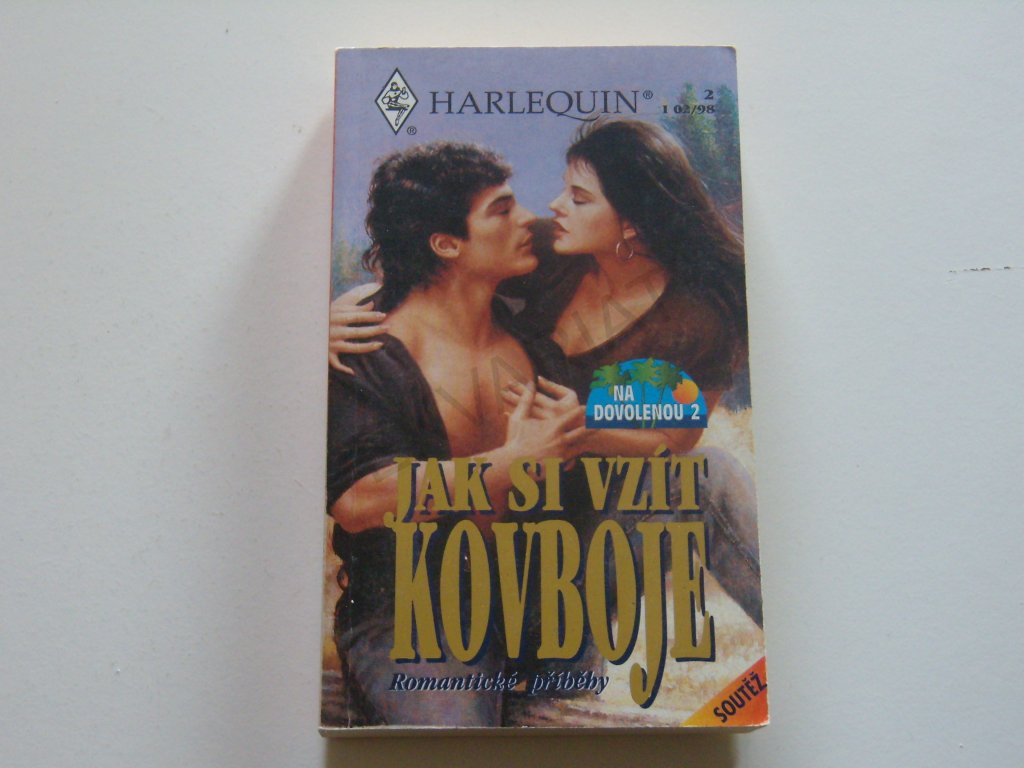 HARLEQUIN®
2
1 02/98
®
NA
DOVOLENOU 2
JAK SI VZÍT
KOVBOJE
Romantické příběhy
SOUTĚŽ